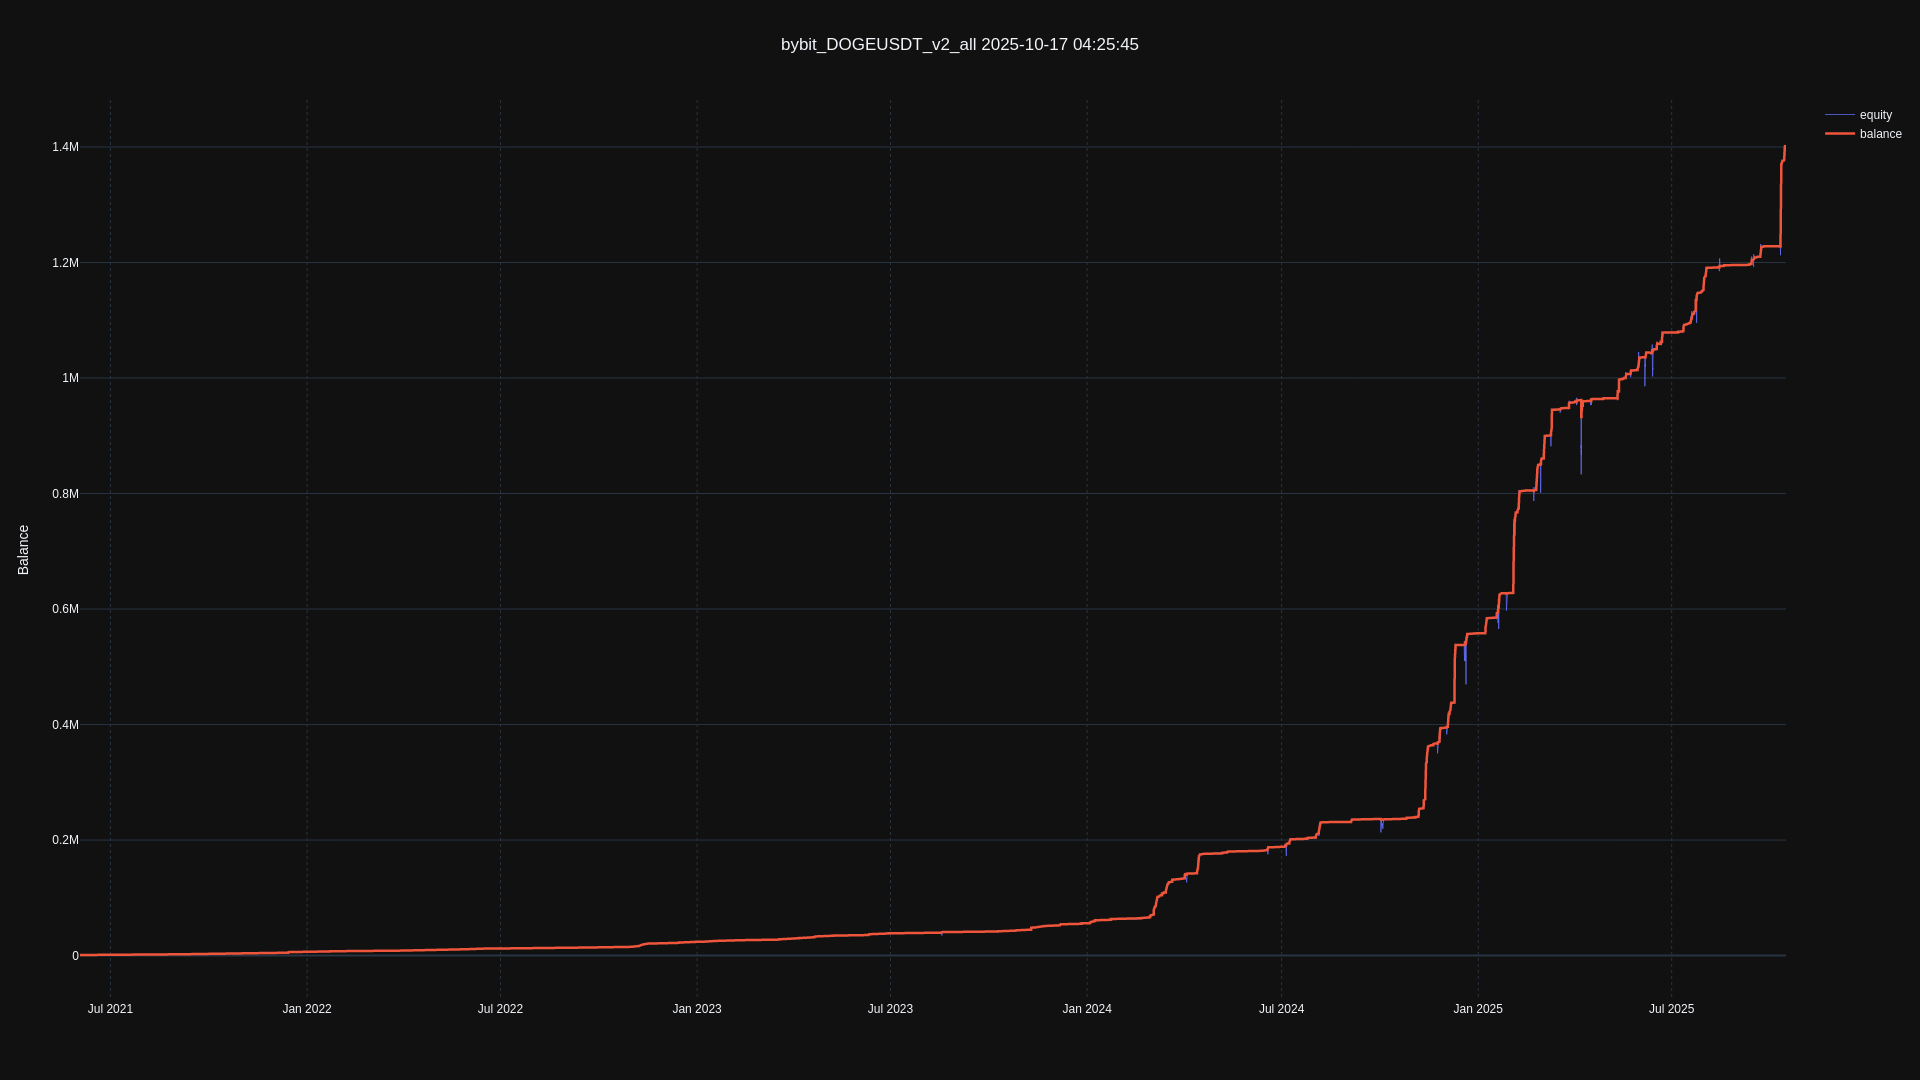 bybit_DOGEUSDT_v2_all 2025-10-17 04:25:45
equity
balance
1.4M
1.2M
1M
0.8M
0.6M
0.4M
0.2M
0
Balance
Jul 2021
Jan 2022
Jul 2022
Jan 2023
Jul 2023
Jan 2024
Jul 2024
Jan 2025
Jul 2025